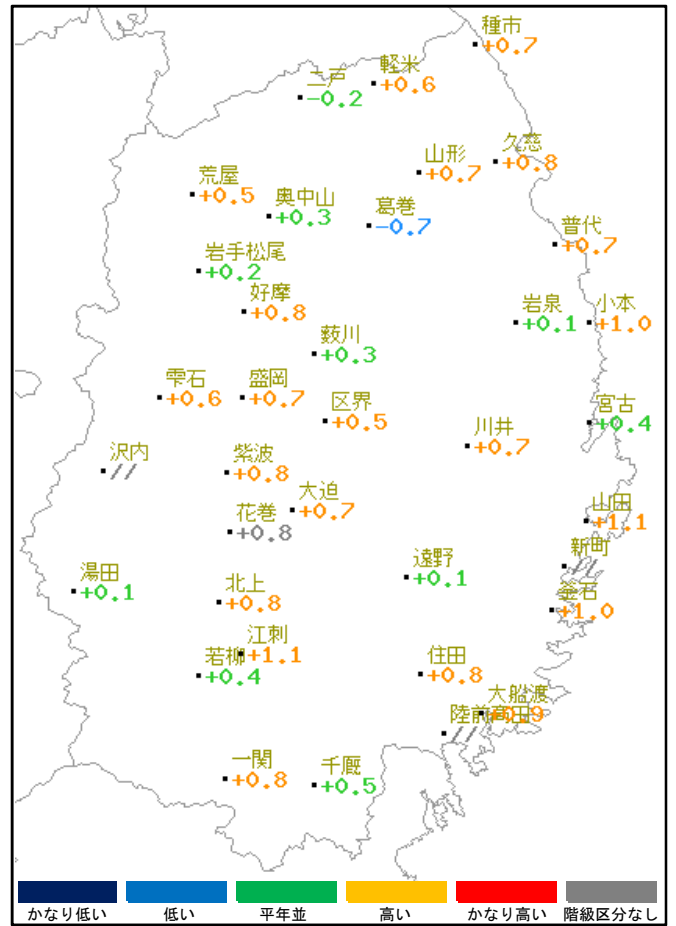 種市
+0.7
軽米
+0.6
二戸
-0.2
久慈
+0.8
山形
+0.7
荒屋
+0.5
奥中山
+0.3
葛巻
-0.7
普代
+0.7
岩手松尾
+0.2
好摩
+0.8
岩泉
+0.1
小本
+1.0
薮川
+0.3
雫石
+0.6
盛岡
+0.7
区界
+0.5
宮古
+0.4
川井
+0.7
沢内
//
紫波
+0.8
大迫
+0.7
花巻
+0.8
山田
+1.1
新町
//
遠野
+0.1
湯田
+0.1
釜石
+1.0
北上
+0.8
江刺
+1.1
若柳
+0.4
住田
+0.8
大船渡
+0.9
陸前高田
//
一関
+0.8
千厩
+0.5
かなり低い 低い 平年並 高い かなり高い 階級区分なし